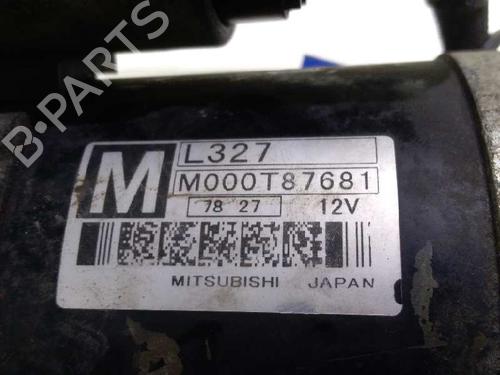 B-PARTS
M
L327
M000T87681
78 27 12V
MITSUBISHI JAPAN